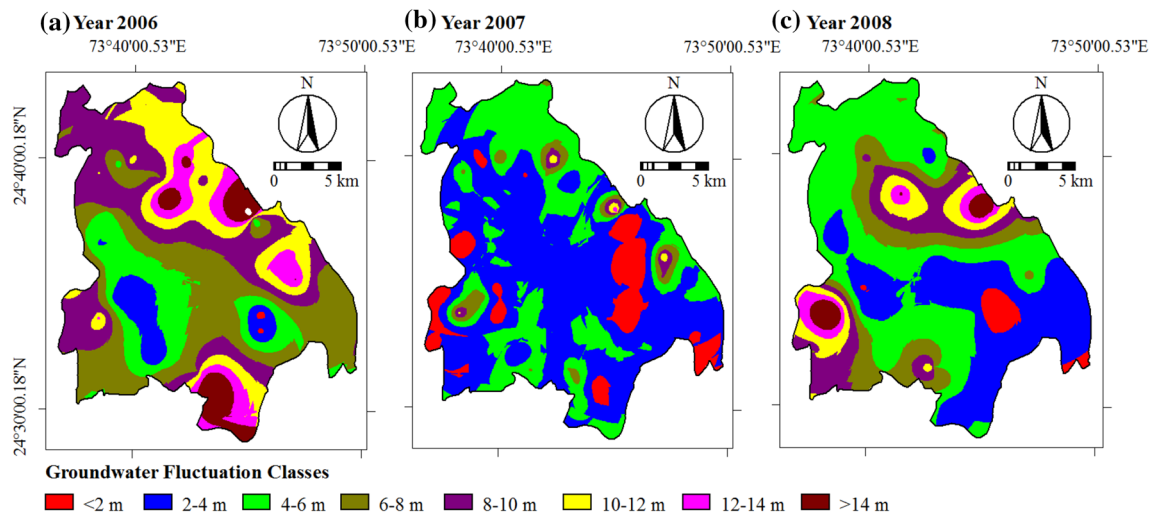 (a) Year 2006
73°40'00.53"E 73°50'00.53"E
24°40'00.18"N
24°30'00.18"N
N
0 5 km
(b) Year 2007
73°40'00.53"E 73°50'00.53"E
N
0 5 km
(c) Year 2008
73°40'00.53"E 73°50'00.53"E
N
0 5 km
Groundwater Fluctuation Classes
<2 m 2-4 m 4-6 m 6-8 m 8-10 m 10-12 m 12-14 m >14 m